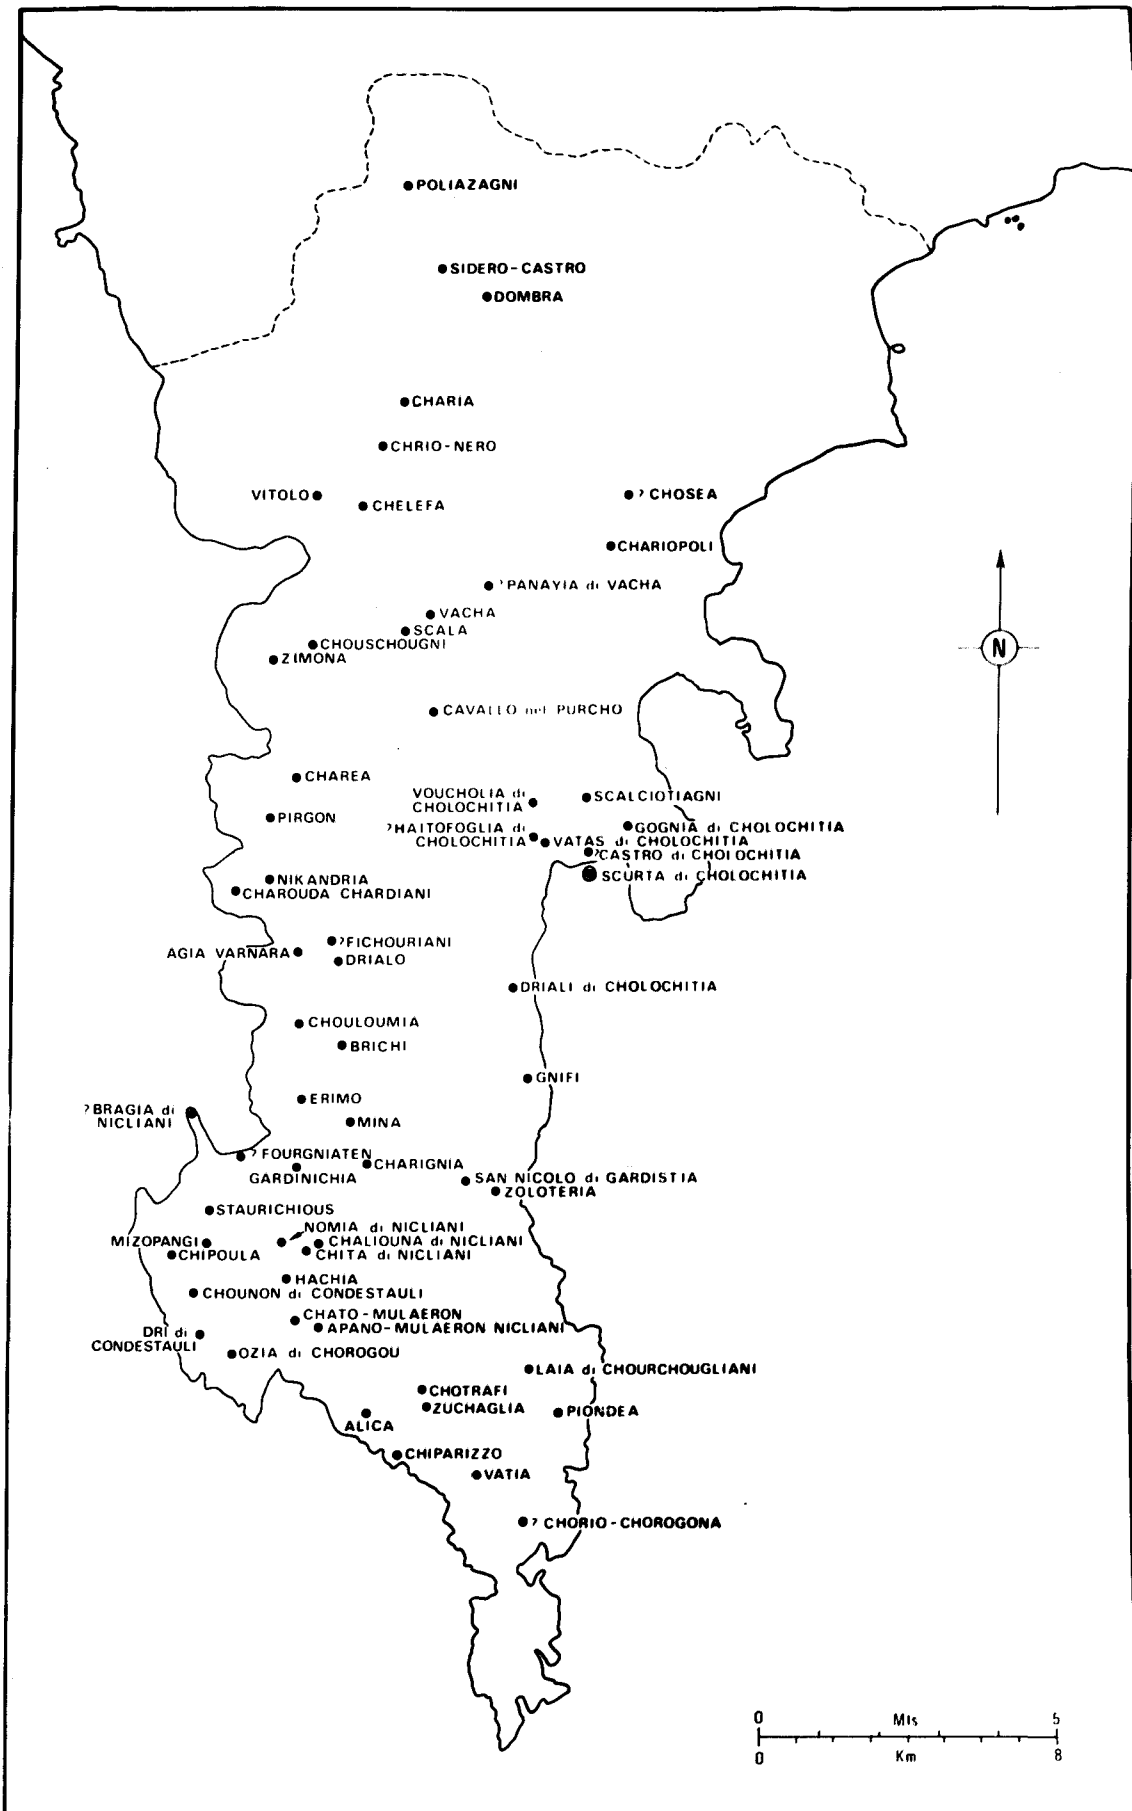 POLIAZAGNI
SIDERO-CASTRO
DOMBRA
CHARIA
CHRIO-NERO
VITOLO
CHELEFA
? CHOSEA
CHARIOPOLI
?PANAYIA di VACHA
VACHA
SCALA
CHOUSCHOUGNI
ZIMONA
N
CAVALLO nel PURCHO
CHAREA
VOUCHOLIA di
CHOLOCHITIA
SCALCIOTIAGNI
PIRGON
?HAITOFOGLIA di
CHOLOCHITIA
GOGNIA di CHOLOCHITIA
VATAS di CHOLOCHITIA
?CASTRO di CHOLOCHITIA
SCURTA di CHOLOCHITIA
NIKANDRIA
CHAROUDA CHARDIANI
?FICHOURIANI
AGIA VARNARA
DRIALO
DRIALI di CHOLOCHITIA
CHOULOUMIA
BRICHI
GNIFI
ERIMO
?BRAGIA di
NICLIANI
MINA
? FOURGNIATEN
CHARIGNIA
GARDINICHIA
SAN NICOLO di GARDISTIA
ZOLOTERIA
STAURICHIOUS
NOMIA di NICLIANI
MIZOPANGI
CHALIOUNA di NICLIANI
CHIPOULA
CHITA di NICLIANI
HACHIA
CHOUNON di CONDESTAULI
CHATO-MULAERON
APANO-MULAERON NICLIANI
DRI di
CONDESTAULI
OZIA di CHOROGOU
LAIA di CHOURCHOUGLIANI
CHOTRAFI
ZUCHAGLIA
PIONDEA
ALICA
CHIPARIZZO
VATIA
? CHORIO-CHOROGONA
0 Mls 5
0 Km 8